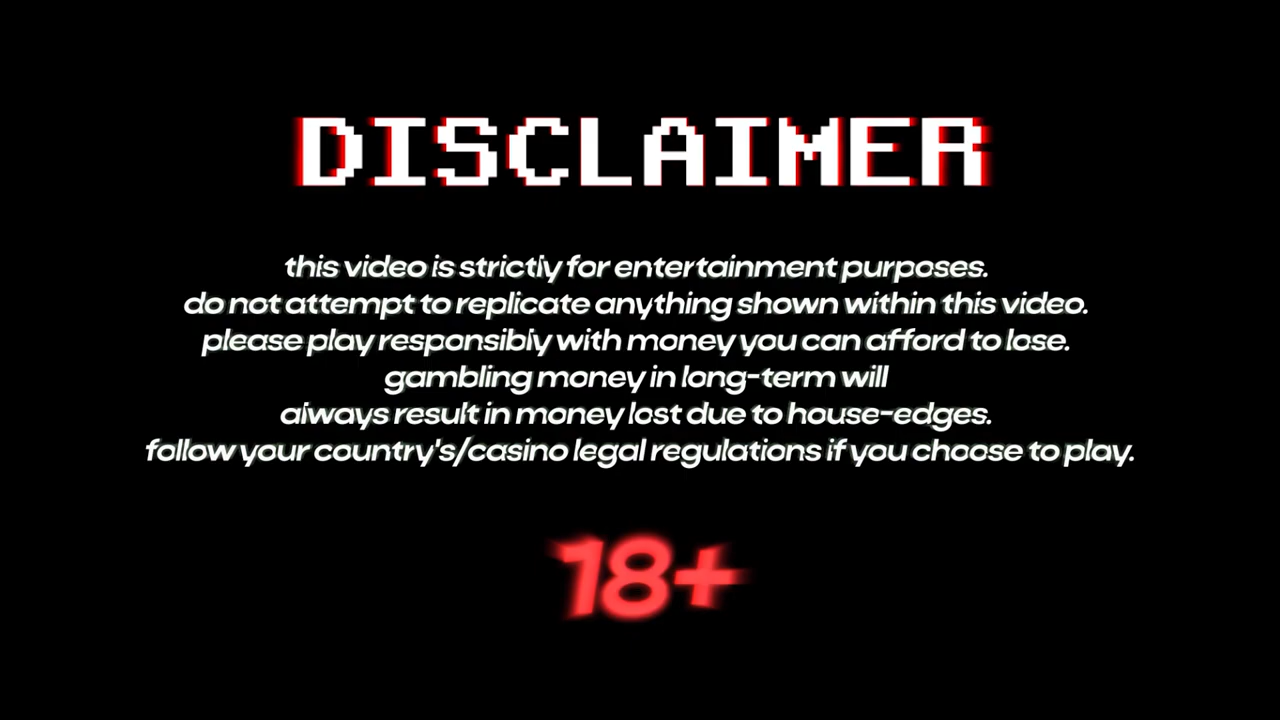 DISCLAIMER
this video is strictly for entertainment purposes.
do not attempt to replicate anything shown within this video.
please play responsibly with money you can afford to lose.
gambling money in long-term will
always result in money lost due to house-edges.
follow your country's/casino legal regulations if you choose to play.
18+